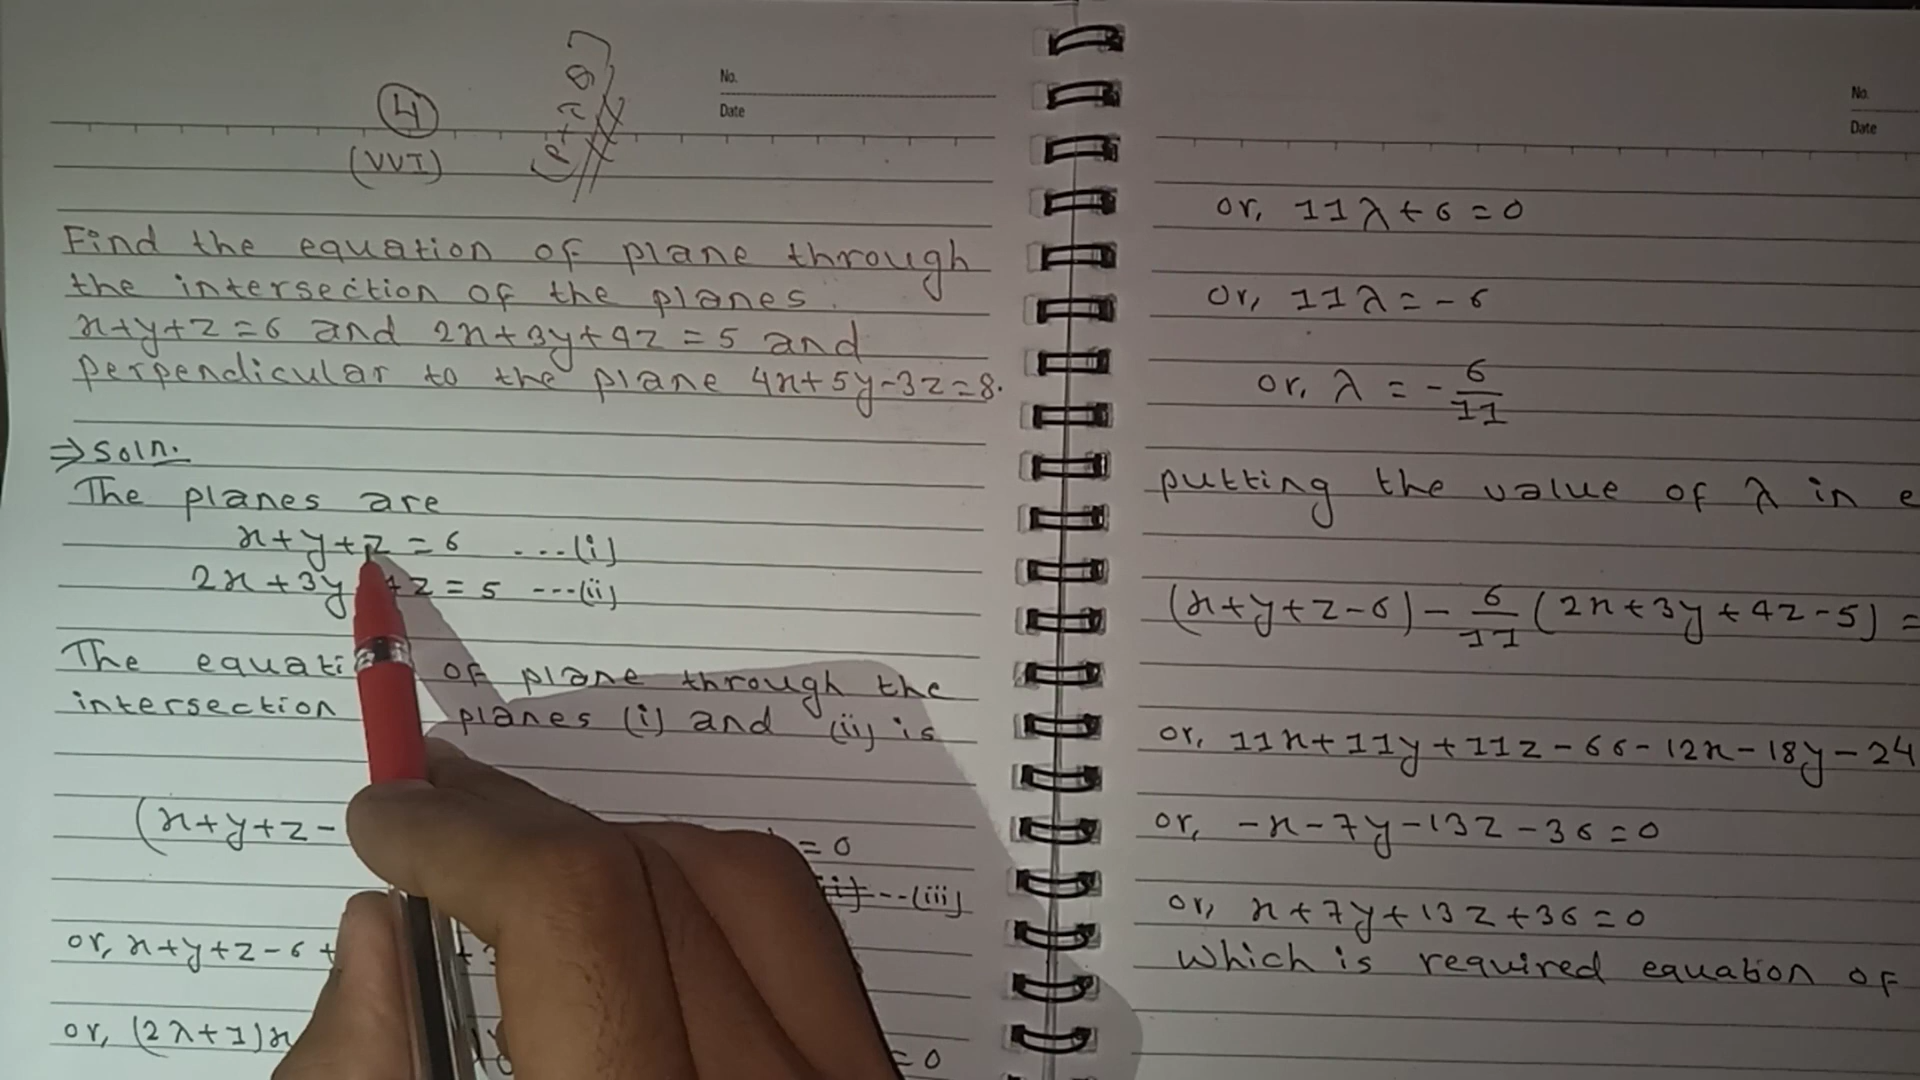 4
(VVI)
No.
Date
Find the equation of plane through
the intersection of the planes
x+y+z=6 and 2x+3y+4z=5 and
perpendicular to the plane 4x+5y-3z=8.
⇒ Soln.
The planes are
x+y+z=6 ---(i)
2x+3y 4z=5 ---(ii)
The equati of plane through the
intersection planes (i) and (ii) is
(x+y+z- =0
---(iii)
or, x+y+z-6+
or, (2λ+1)x =0
No.
Date
or, 11λ+6=0
or, 11λ=-6
or, λ = -6/11
putting the value of λ in e
(x+y+z-6) - 6/11 (2x+3y+4z-5) =
or, 11x+11y+11z-66-12x-18y-24
or, -x-7y-13z-36=0
or, x+7y+13z+36=0
Which is required equation of